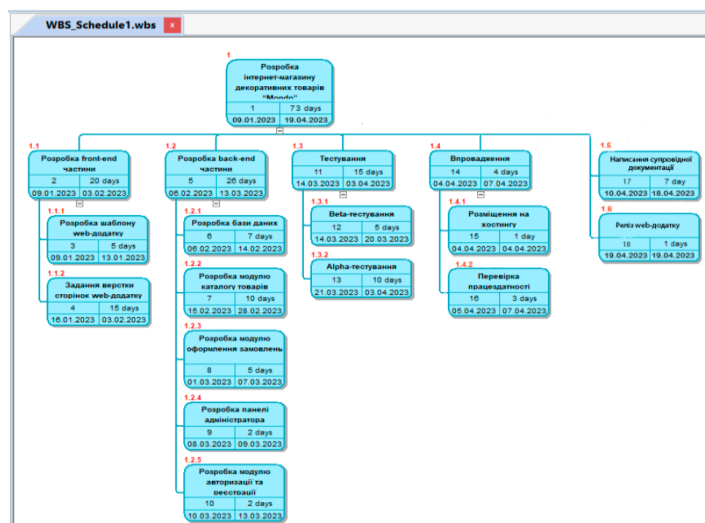 WBS_Schedule1.wbs x
1
Розробка
інтернет-магазину
декоративних товарів
“Mondo”
1 73 days
09.01.2023 19.04.2023
1.1
Розробка front-end
частини
2 20 days
09.01.2023 03.02.2023
1.1.1
Розробка шаблону
web-додатку
3 5 days
09.01.2023 13.01.2023
1.1.2
Задання верстки
сторінок web-додатку
4 15 days
16.01.2023 03.02.2023
1.2
Розробка back-end
частини
5 26 days
06.02.2023 13.03.2023
1.2.1
Розробка бази даних
6 7 days
06.02.2023 14.02.2023
1.2.2
Розробка модулю
каталогу товарів
7 10 days
15.02.2023 28.02.2023
1.2.3
Розробка модулю
оформлення замовлень
8 5 days
01.03.2023 07.03.2023
1.2.4
Розробка панелі
адміністратора
9 2 days
08.03.2023 09.03.2023
1.2.5
Розробка модулю
авторизації та
реєстрації
10 2 days
10.03.2023 13.03.2023
1.3
Тестування
11 15 days
14.03.2023 03.04.2023
1.3.1
Beta-тестування
12 5 days
14.03.2023 20.03.2023
1.3.2
Alpha-тестування
13 10 days
21.03.2023 03.04.2023
1.4
Впровадження
14 4 days
04.04.2023 07.04.2023
1.4.1
Розміщення на
хостингу
15 1 day
04.04.2023 04.04.2023
1.4.2
Перевірка
працездатності
16 3 days
05.04.2023 07.04.2023
1.5
Написання супровідної
документації
17 7 day
10.04.2023 18.04.2023
1.6
Реліз web-додатку
18 1 days
19.04.2023 19.04.2023